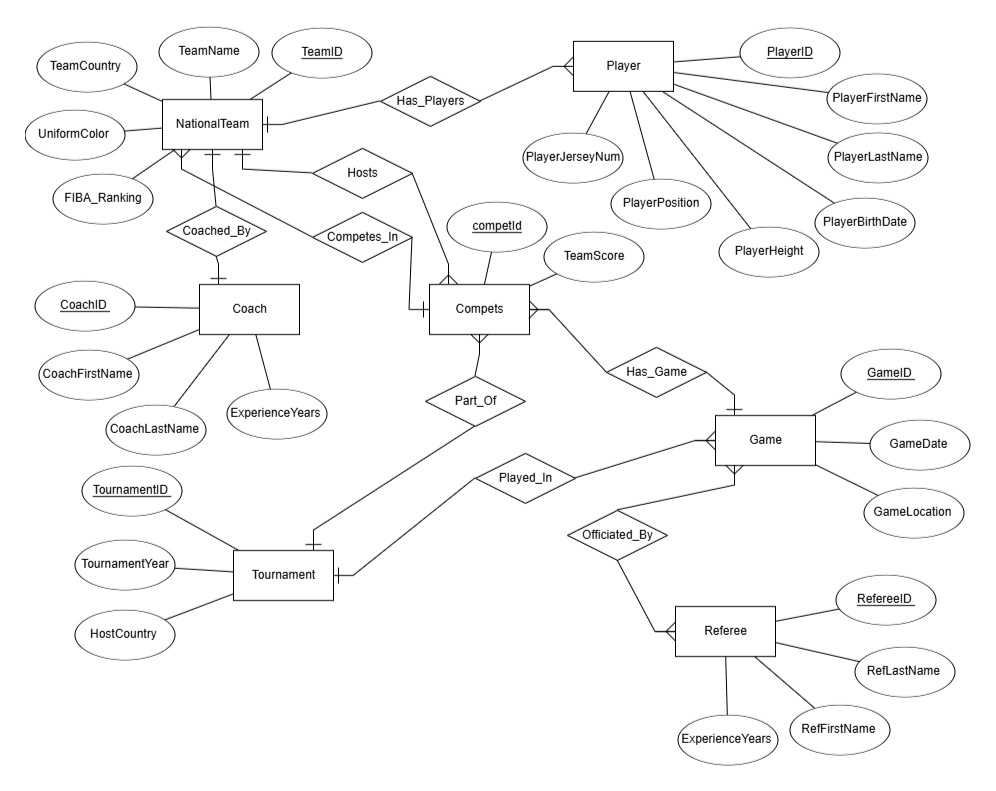 TeamName
TeamID
PlayerID
TeamCountry
Player
Has_Players
PlayerFirstName
NationalTeam
UniformColor
PlayerJerseyNum
PlayerLastName
Hosts
FIBA_Ranking
PlayerPosition
PlayerBirthDate
competId
Coached_By
Competes_In
PlayerHeight
TeamScore
CoachID
Coach
Compets
CoachFirstName
Has_Game
GameID
Part_Of
ExperienceYears
CoachLastName
Game
GameDate
Played_In
TournamentID
GameLocation
Officiated_By
TournamentYear
Tournament
RefereeID
HostCountry
Referee
RefLastName
RefFirstName
ExperienceYears